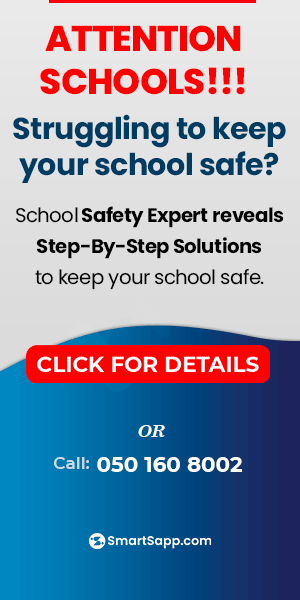 ATTENTION
SCHOOLS!!!
Struggling to keep
your school safe?
School Safety Expert reveals
Step-By-Step Solutions
to keep your school safe.
CLICK FOR DETAILS
OR
Call: 050 160 8002
SmartSapp.com